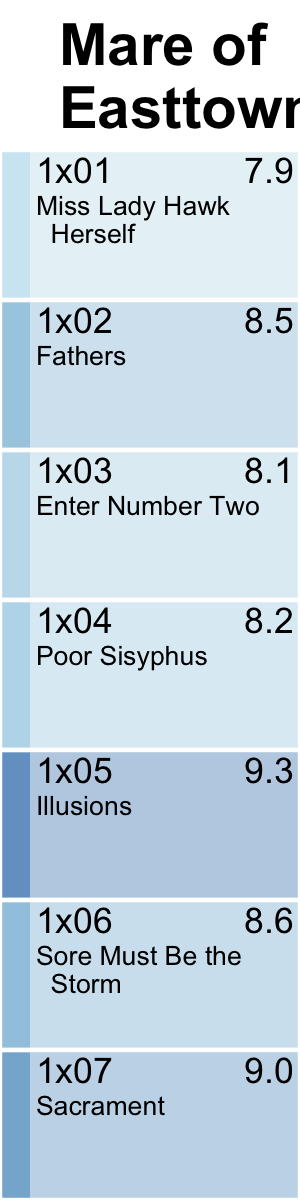 Mare of
Easttown
1x01 7.9
Miss Lady Hawk
Herself
1x02 8.5
Fathers
1x03 8.1
Enter Number Two
1x04 8.2
Poor Sisyphus
1x05 9.3
Illusions
1x06 8.6
Sore Must Be the
Storm
1x07 9.0
Sacrament